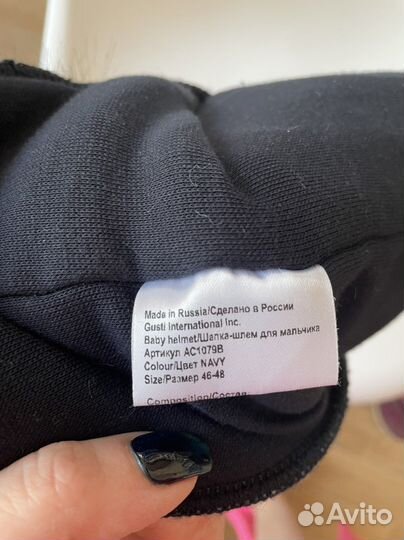 Made in Russia/Сделано в России
Gusti International Inc.
Baby helmet/Шапка-шлем для мальчика
Артикул AC1079B
Colour/Цвет NAVY
Size/Размер 46-48
Composition/Состав:
Avito